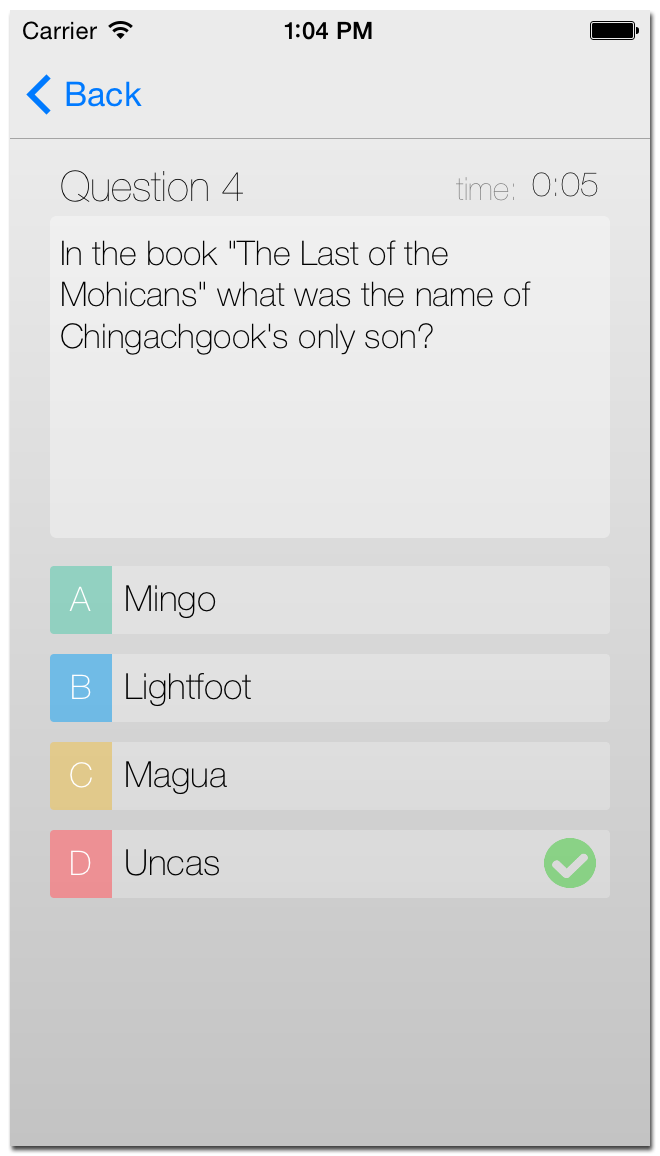 Carrier 1:04 PM
Back
Question 4 time: 0:05
In the book "The Last of the
Mohicans" what was the name of
Chingachgook's only son?
A Mingo
B Lightfoot
C Magua
D Uncas